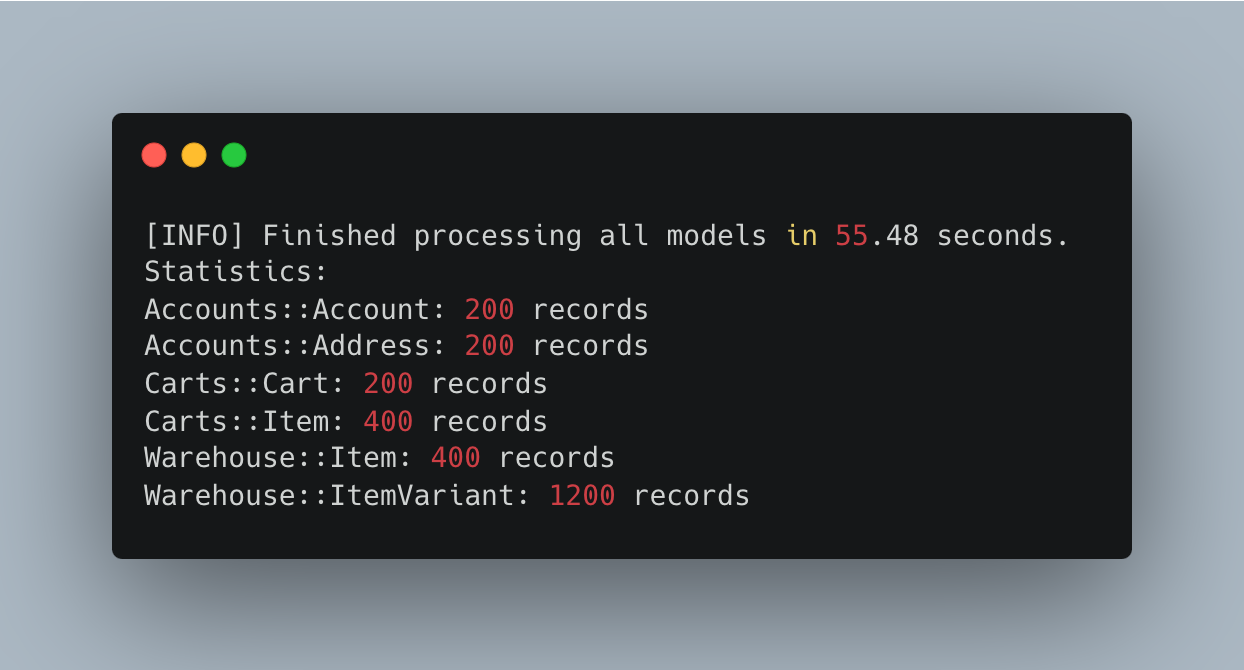 [INFO] Finished processing all models in 55.48 seconds.
Statistics:
Accounts::Account: 200 records
Accounts::Address: 200 records
Carts::Cart: 200 records
Carts::Item: 400 records
Warehouse::Item: 400 records
Warehouse::ItemVariant: 1200 records